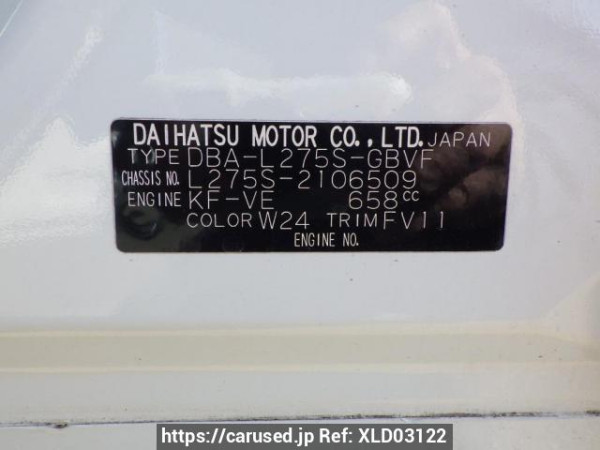 DAIHATSU MOTOR CO., LTD. JAPAN
TYPE DBA-L275S-GBVF
CHASSIS NO. L275S-2106509
ENGINE KF-VE 658cc
COLOR W24 TRIM FV11
ENGINE NO.
https://carused.jp Ref: XLD03122